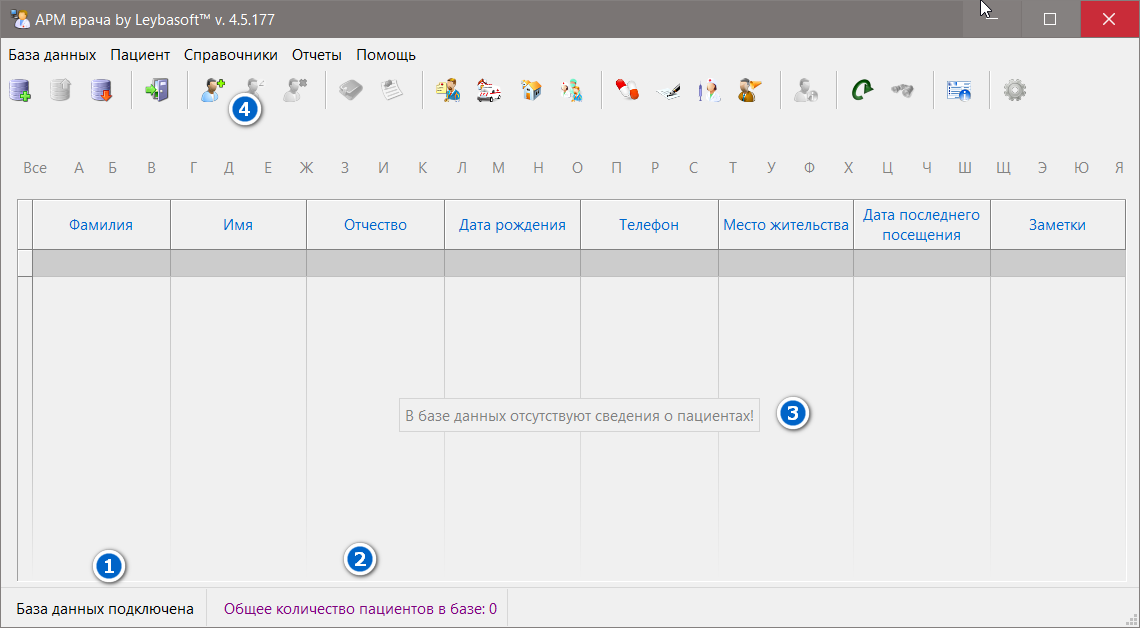 АРМ врача by Leybasoft™ v. 4.5.177
База данных Пациент Справочники Отчеты Помощь
4
Все А Б В Г Д Е Ж З И К Л М Н О П Р С Т У Ф Х Ц Ч Ш Щ Э Ю Я
Фамилия Имя Отчество Дата рождения Телефон Место жительства Дата последнего посещения Заметки
В базе данных отсутствуют сведения о пациентах! 3
1 2
База данных подключена Общее количество пациентов в базе: 0